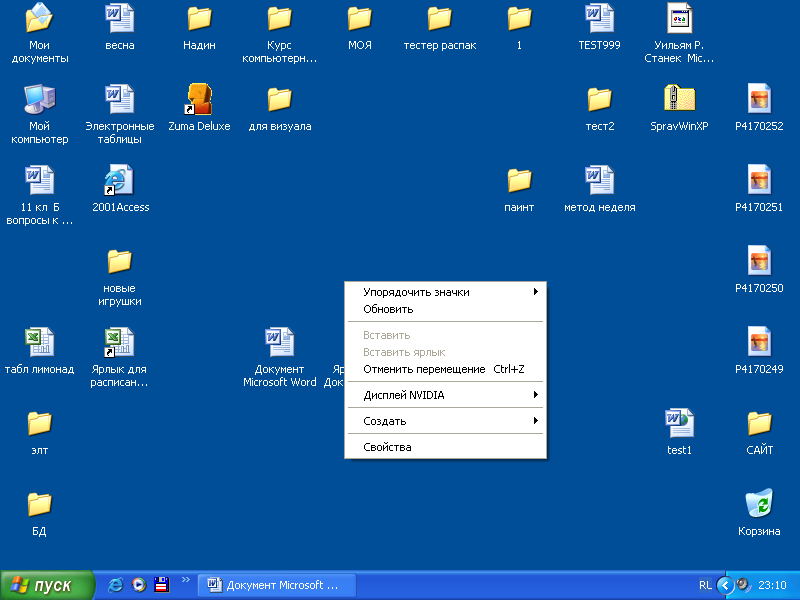 Мои
документы
весна
Надин
Курс
компьютерн...
МОЯ
тестер распак
1
TEST999
Уильям Р.
Станек Mic...
Мой
компьютер
Электронные
таблицы
Zuma Deluxe
для визуала
тест2
SpravWinXP
P4170252
11 кл Б
вопросы к ...
2001Access
паинт
метод неделя
P4170251
новые
игрушки
P4170250
Упорядочить значки
Обновить
Вставить
Вставить ярлык
Отменить перемещение Ctrl+Z
Дисплей NVIDIA
Создать
Свойства
табл лимонад
Ярлык для
расписан...
Документ
Microsoft Word
Яр
Док
P4170249
элт
test1
САЙТ
БД
Корзина
пуск
Документ Microsoft ...
RL
23:10